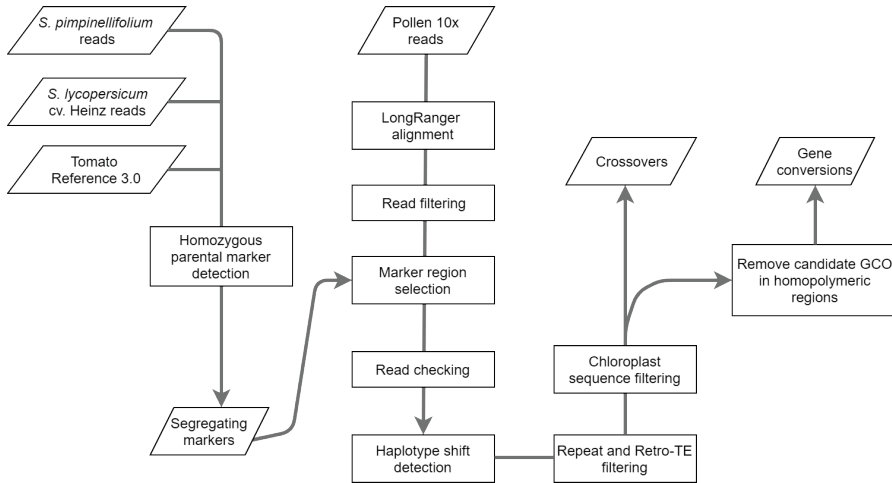 S. pimpinellifolium
reads
S. lycopersicum
cv. Heinz reads
Tomato
Reference 3.0
Homozygous
parental marker
detection
Segregating
markers
Pollen 10x
reads
LongRanger
alignment
Read filtering
Marker region
selection
Read checking
Haplotype shift
detection
Repeat and Retro-TE
filtering
Chloroplast
sequence filtering
Crossovers
Remove candidate GCO
in homopolymeric
regions
Gene
conversions